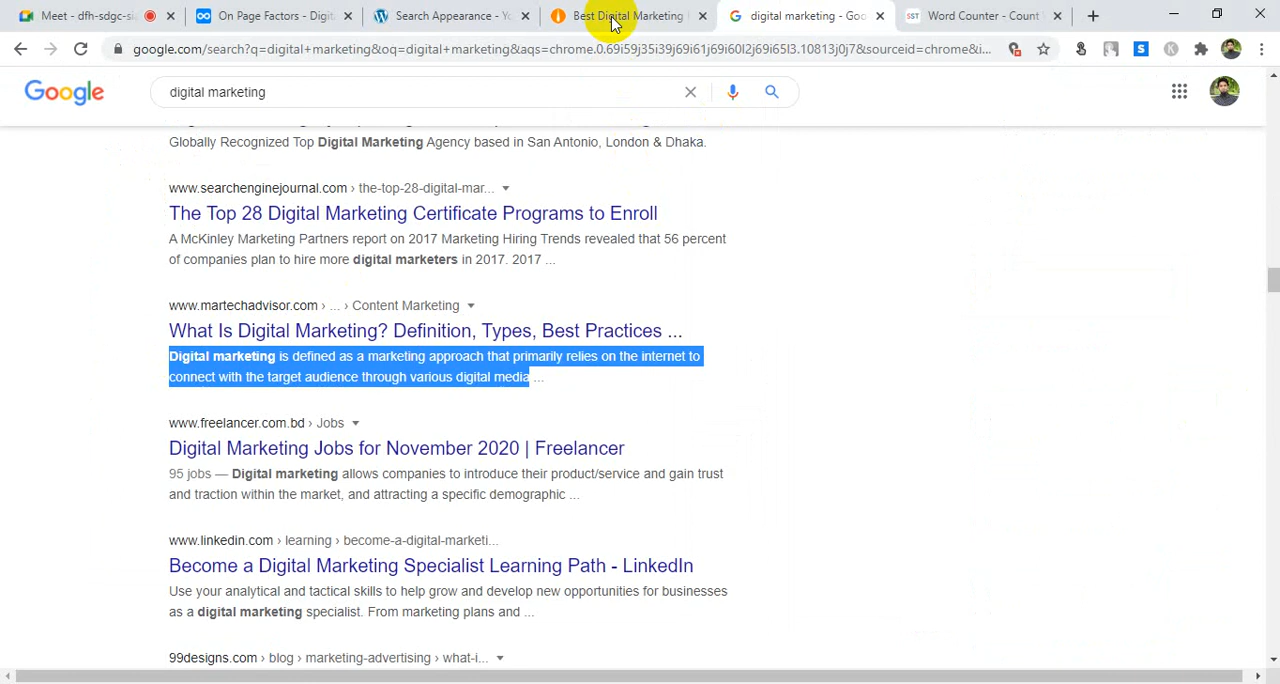 Meet - dfh-sdgc-si
On Page Factors - Digit
Search Appearance - Yo
Best Digital Marketing
digital marketing - Goo
SST Word Counter - Count
google.com/search?q=digital+marketing&oq=digital+marketing&aqs=chrome.0.69i59j35i39j69i61j69i60l2j69i65l3.10813j0j7&sourceid=chrome&i...
Google
digital marketing
Globally Recognized Top Digital Marketing Agency based in San Antonio, London & Dhaka.
www.searchenginejournal.com › the-top-28-digital-mar...
The Top 28 Digital Marketing Certificate Programs to Enroll
A McKinley Marketing Partners report on 2017 Marketing Hiring Trends revealed that 56 percent
of companies plan to hire more digital marketers in 2017. 2017 ...
www.martechadvisor.com › ... › Content Marketing
What Is Digital Marketing? Definition, Types, Best Practices ...
Digital marketing is defined as a marketing approach that primarily relies on the internet to
connect with the target audience through various digital media ...
www.freelancer.com.bd › Jobs
Digital Marketing Jobs for November 2020 | Freelancer
95 jobs — Digital marketing allows companies to introduce their product/service and gain trust
and traction within the market, and attracting a specific demographic ...
www.linkedin.com › learning › become-a-digital-marketi...
Become a Digital Marketing Specialist Learning Path - LinkedIn
Use your analytical and tactical skills to help grow and develop new opportunities for businesses
as a digital marketing specialist. From marketing plans and ...
99designs.com › blog › marketing-advertising › what-i...